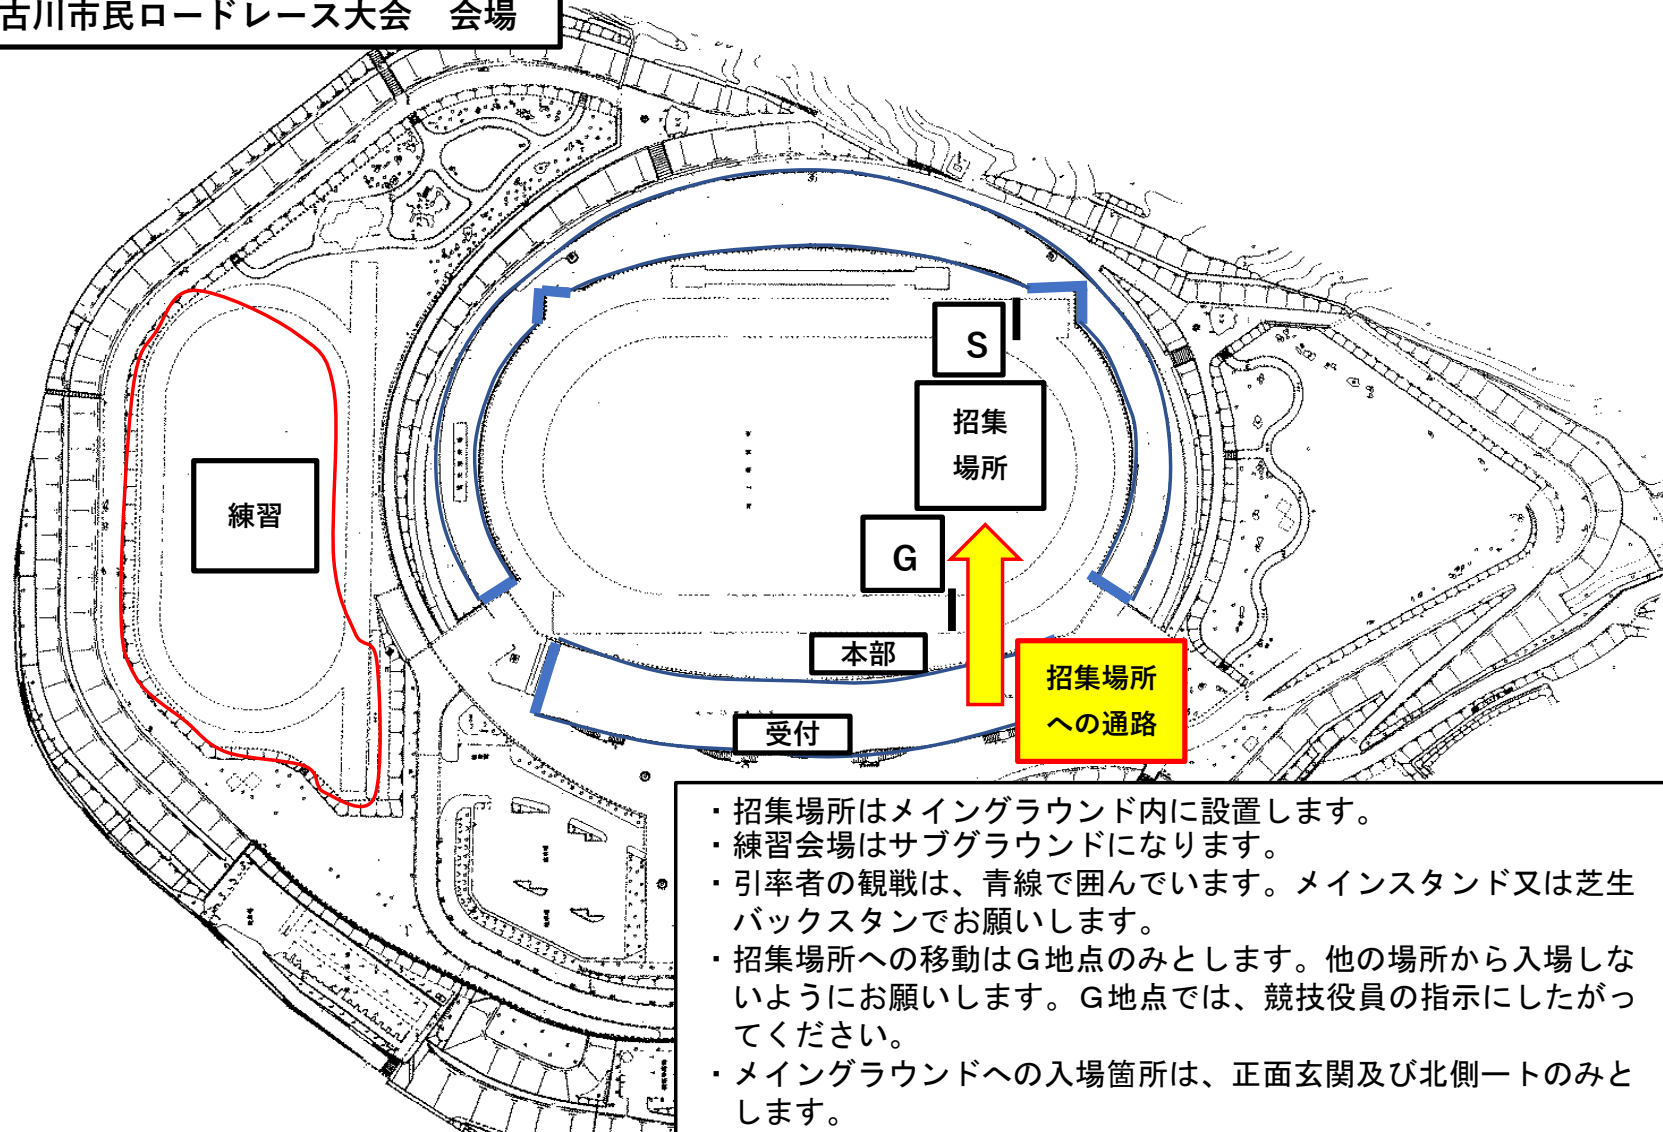 古川市民ロードレース大会　会場
S
招集
場所
練習
G
本部
招集場所
への通路
受付
・招集場所はメイングラウンド内に設置します。
・練習会場はサブグラウンドになります。
・引率者の観戦は、青線で囲んでいます。メインスタンド又は芝生
バックスタンでお願いします。
・招集場所への移動はＧ地点のみとします。他の場所から入場しな
いようにお願いします。Ｇ地点では、競技役員の指示にしたがっ
てください。
・メイングラウンドへの入場箇所は、正面玄関及び北側ートのみと
します。